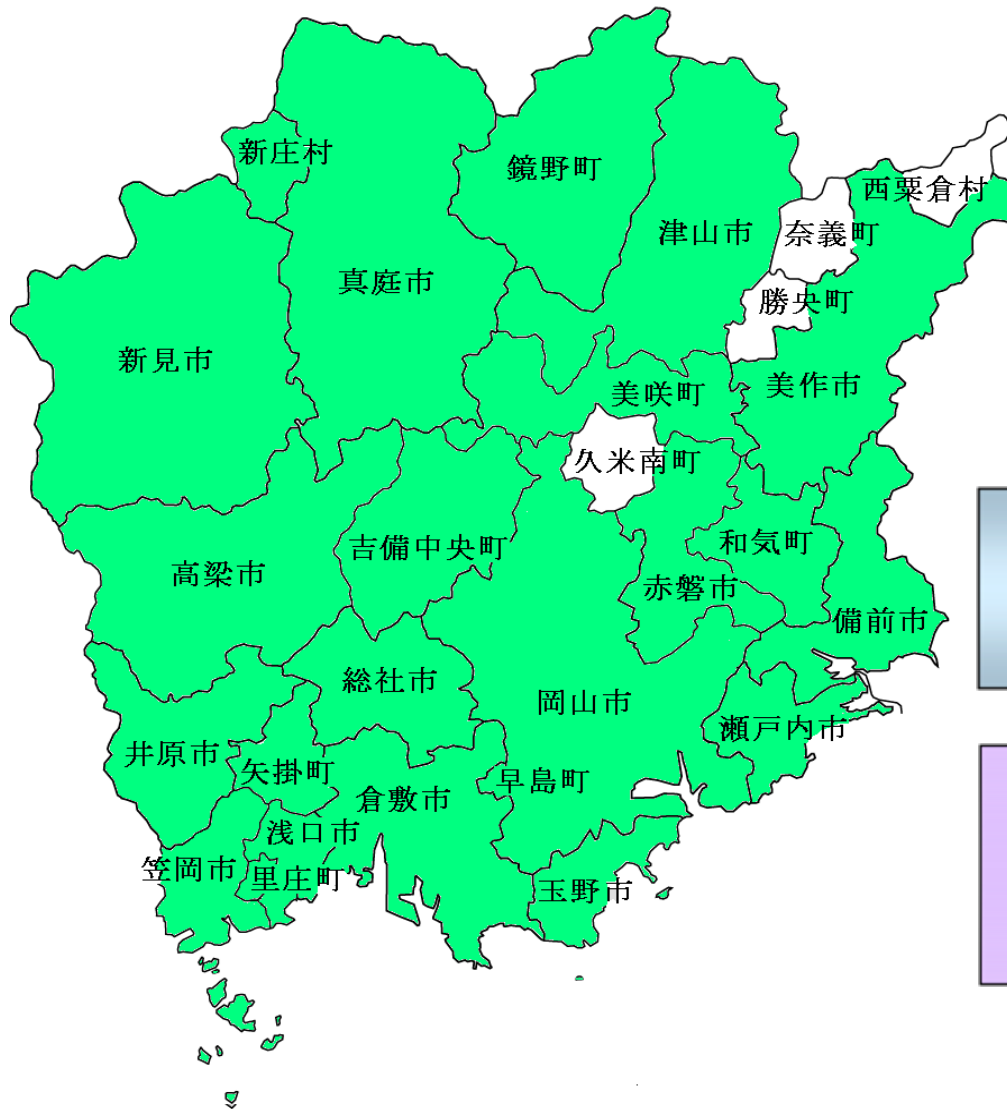 新庄村
鏡野町
西粟倉村
津山市
奈義町
真庭市
勝央町
新見市
美咲町
美作市
久米南町
吉備中央町
和気町
高梁市
赤磐市
備前市
総社市
岡山市
瀬戸内市
井原市
矢掛町
早島町
倉敷市
浅口市
笠岡市
里庄町
玉野市